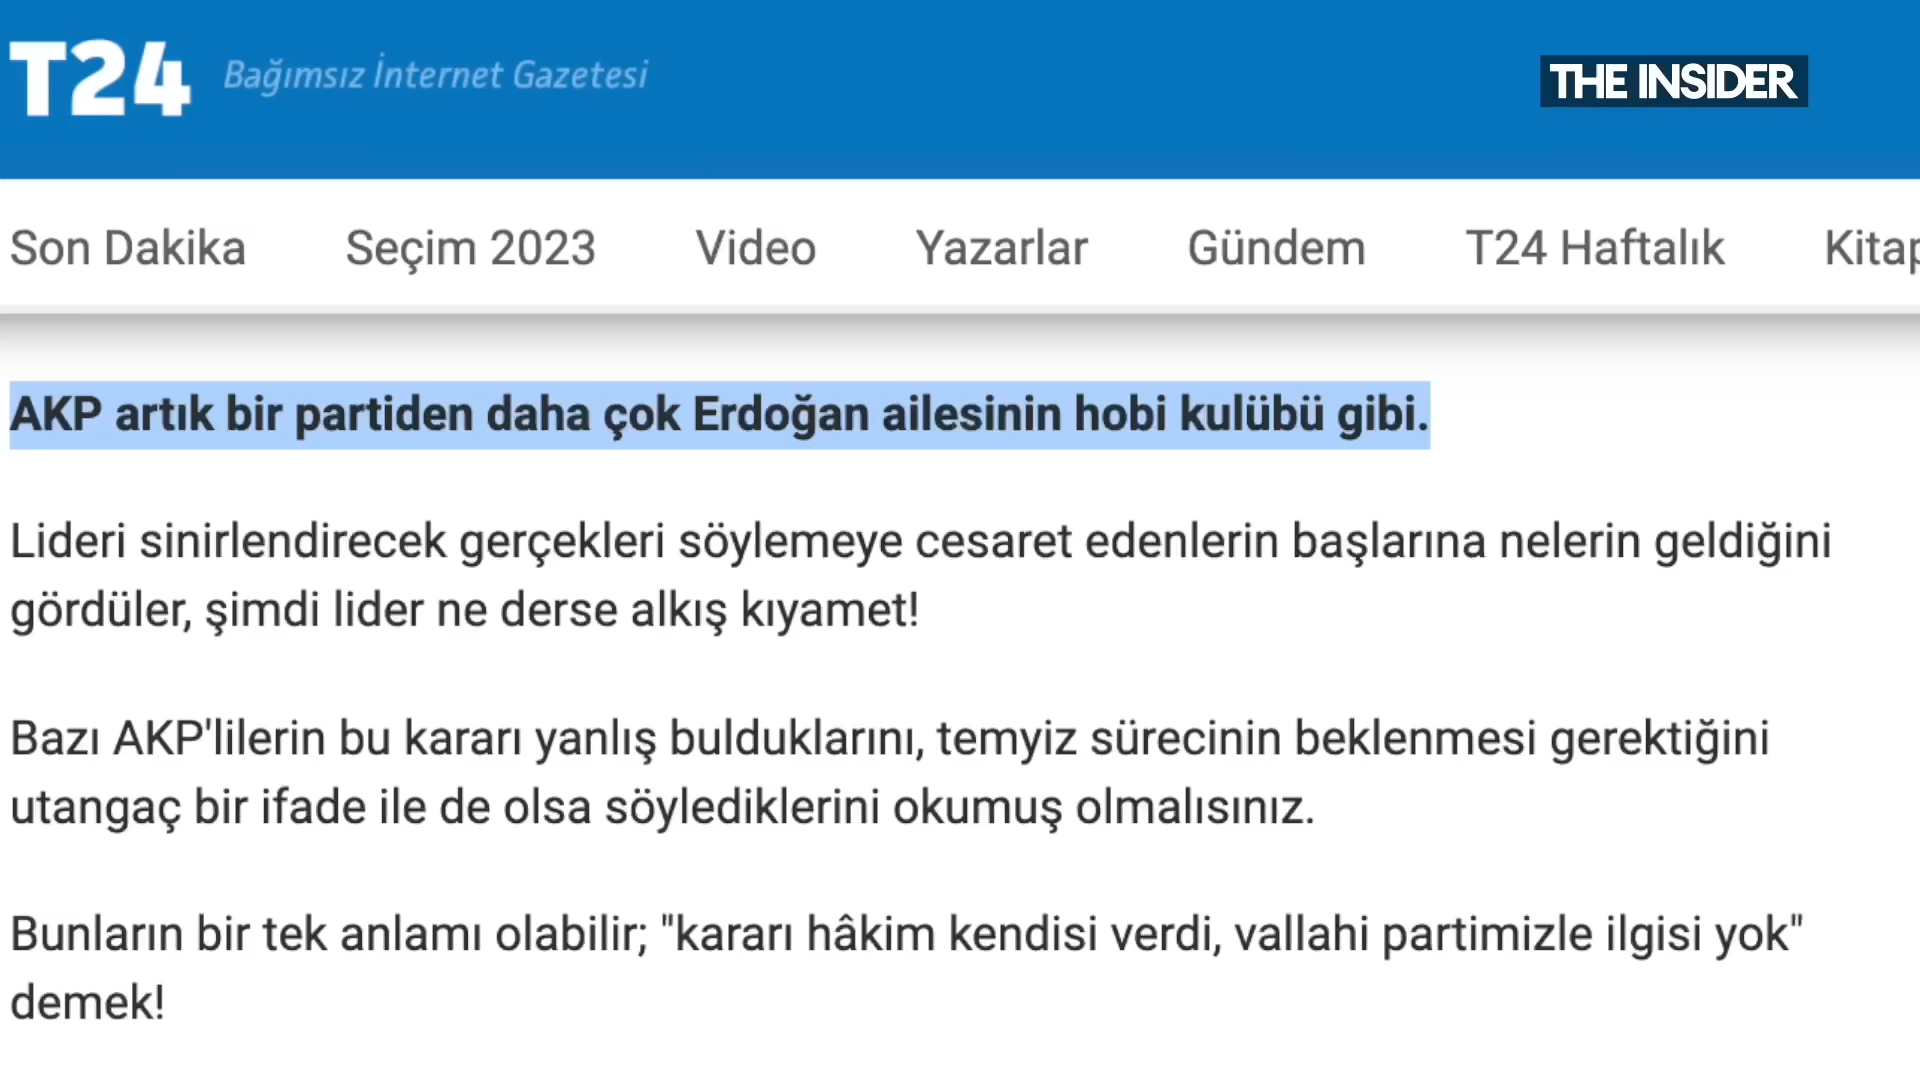 T24 Bağımsız İnternet Gazetesi
THE INSIDER
Son Dakika Seçim 2023 Video Yazarlar Gündem T24 Haftalık Kitap
AKP artık bir partiden daha çok Erdoğan ailesinin hobi kulübü gibi.
Lideri sinirlendirecek gerçekleri söylemeye cesaret edenlerin başlarına nelerin geldiğini
gördüler, şimdi lider ne derse alkış kıyamet!
Bazı AKP'lilerin bu kararı yanlış bulduklarını, temyiz sürecinin beklenmesi gerektiğini
utangaç bir ifade ile de olsa söylediklerini okumuş olmalısınız.
Bunların bir tek anlamı olabilir; "kararı hâkim kendisi verdi, vallahi partimizle ilgisi yok"
demek!